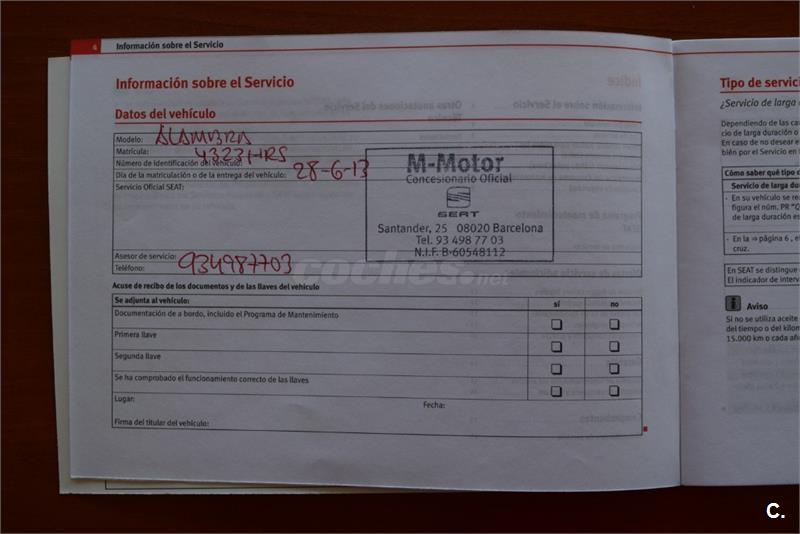 6 Información sobre el Servicio
Información sobre el Servicio
Datos del vehículo
Modelo: ALAMBRA
Matrícula: 4323HRS
Número de identificación del vehículo:
Día de la matriculación o de la entrega del vehículo: 28-6-13
Servicio Oficial SEAT:
M-Motor
Concesionario Oficial
SEAT
Santander, 25 08020 Barcelona
Tel. 93 498 77 03
N.I.F. B-60548112
Asesor de servicio:
Teléfono: 934987703
coches.net
Acuse de recibo de los documentos y de las llaves del vehículo
Se adjunta al vehículo: sí no
Documentación de a bordo, incluido el Programa de Mantenimiento
Primera llave
Segunda llave
Se ha comprobado el funcionamiento correcto de las llaves
Lugar: Fecha:
Firma del titular del vehículo:
Tipo de servici
¿Servicio de larga
Dependiendo de las ca
cio de larga duración o
En caso de no desear e
bién por el Servicio en
Cómo saber qué tipo
Servicio de larga du
- En su vehículo se re
figura el núm. PR "Q
de larga duración es
- En la ⇒ página 6 , el
cruz.
En SEAT se distingue
El indicador de interv
i Aviso
Si no se utiliza aceite
del tiempo o del kilor
15.000 km o cada añ
C.